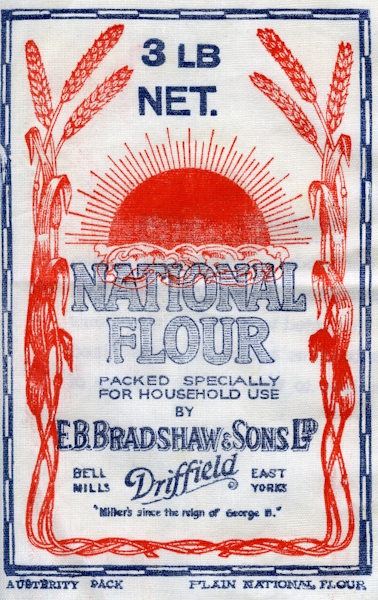 3 LB
NET.
NATIONAL
FLOUR
PACKED SPECIALLY
FOR HOUSEHOLD USE
BY
E.B. BRADSHAW & SONS LTD
BELL MILLS Driffield EAST YORKS
"Millers since the reign of George II."
AUSTERITY PACK PLAIN NATIONAL FLOUR